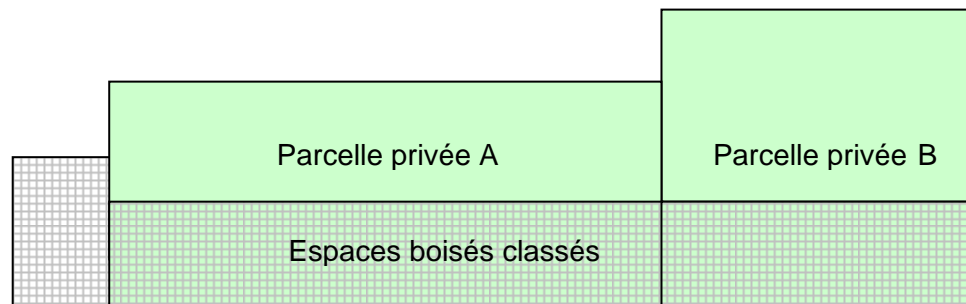 Parcelle privée A
Parcelle privée B
Espaces boisés classés